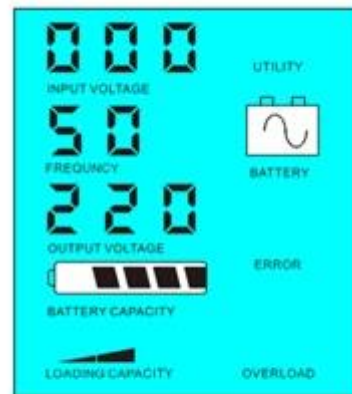 000
INPUT VOLTAGE
UTILITY
50
FREQUNCY
BATTERY
220
OUTPUT VOLTAGE
ERROR
BATTERY CAPACITY
LOADING CAPACITY
OVERLOAD